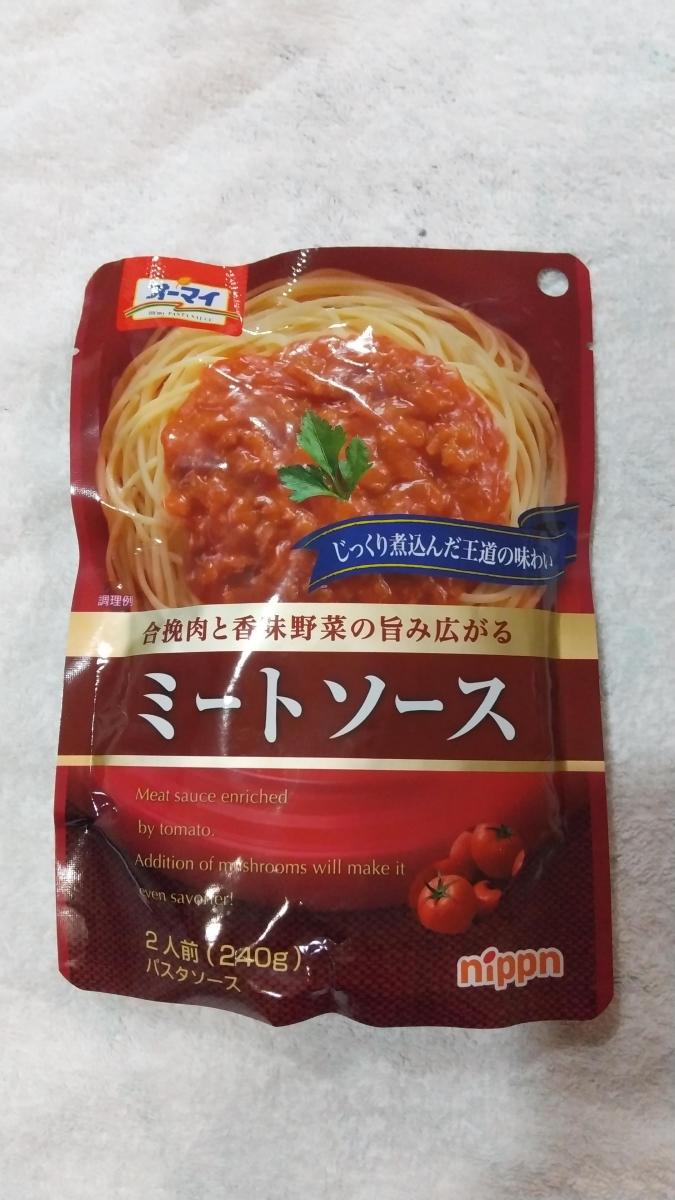 オーマイ
じっくり煮込んだ王道の味わい
調理例
合挽肉と香味野菜の旨み広がる
ミートソース
Meat sauce enriched
by tomato.
Addition of mushrooms will make it
even savorier!
2人前(240g)
パスタソース
nippn